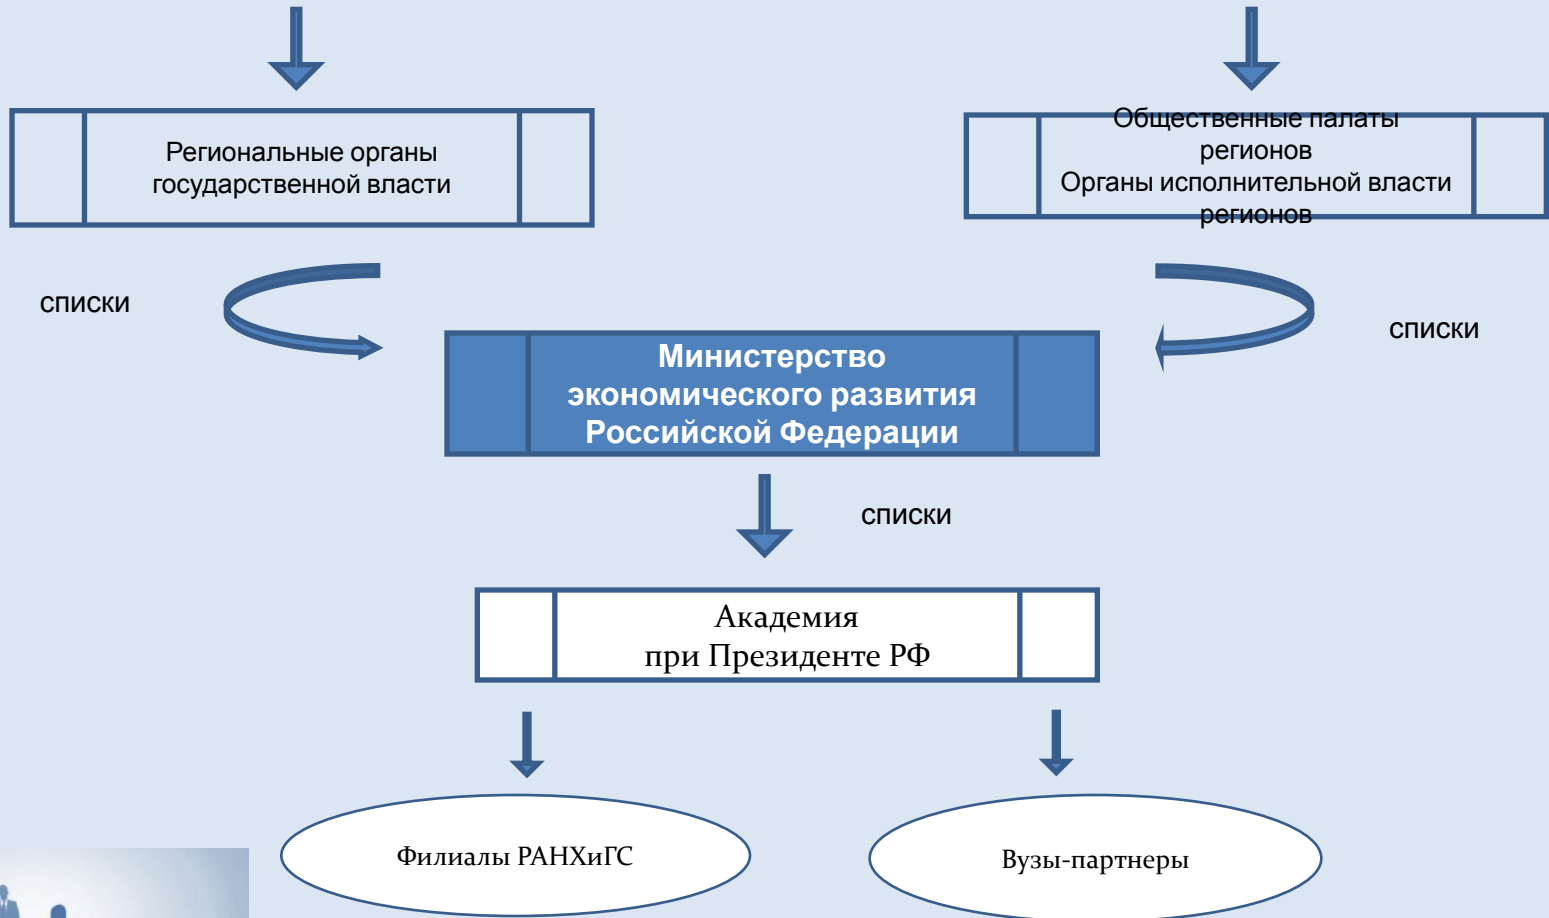 Региональные органы
государственной власти
Общественные палаты
регионов
Органы исполнительной власти
регионов
списки
списки
Министерство
экономического развития
Российской Федерации
списки
Академия
при Президенте РФ
Филиалы РАНХиГС
Вузы-партнеры